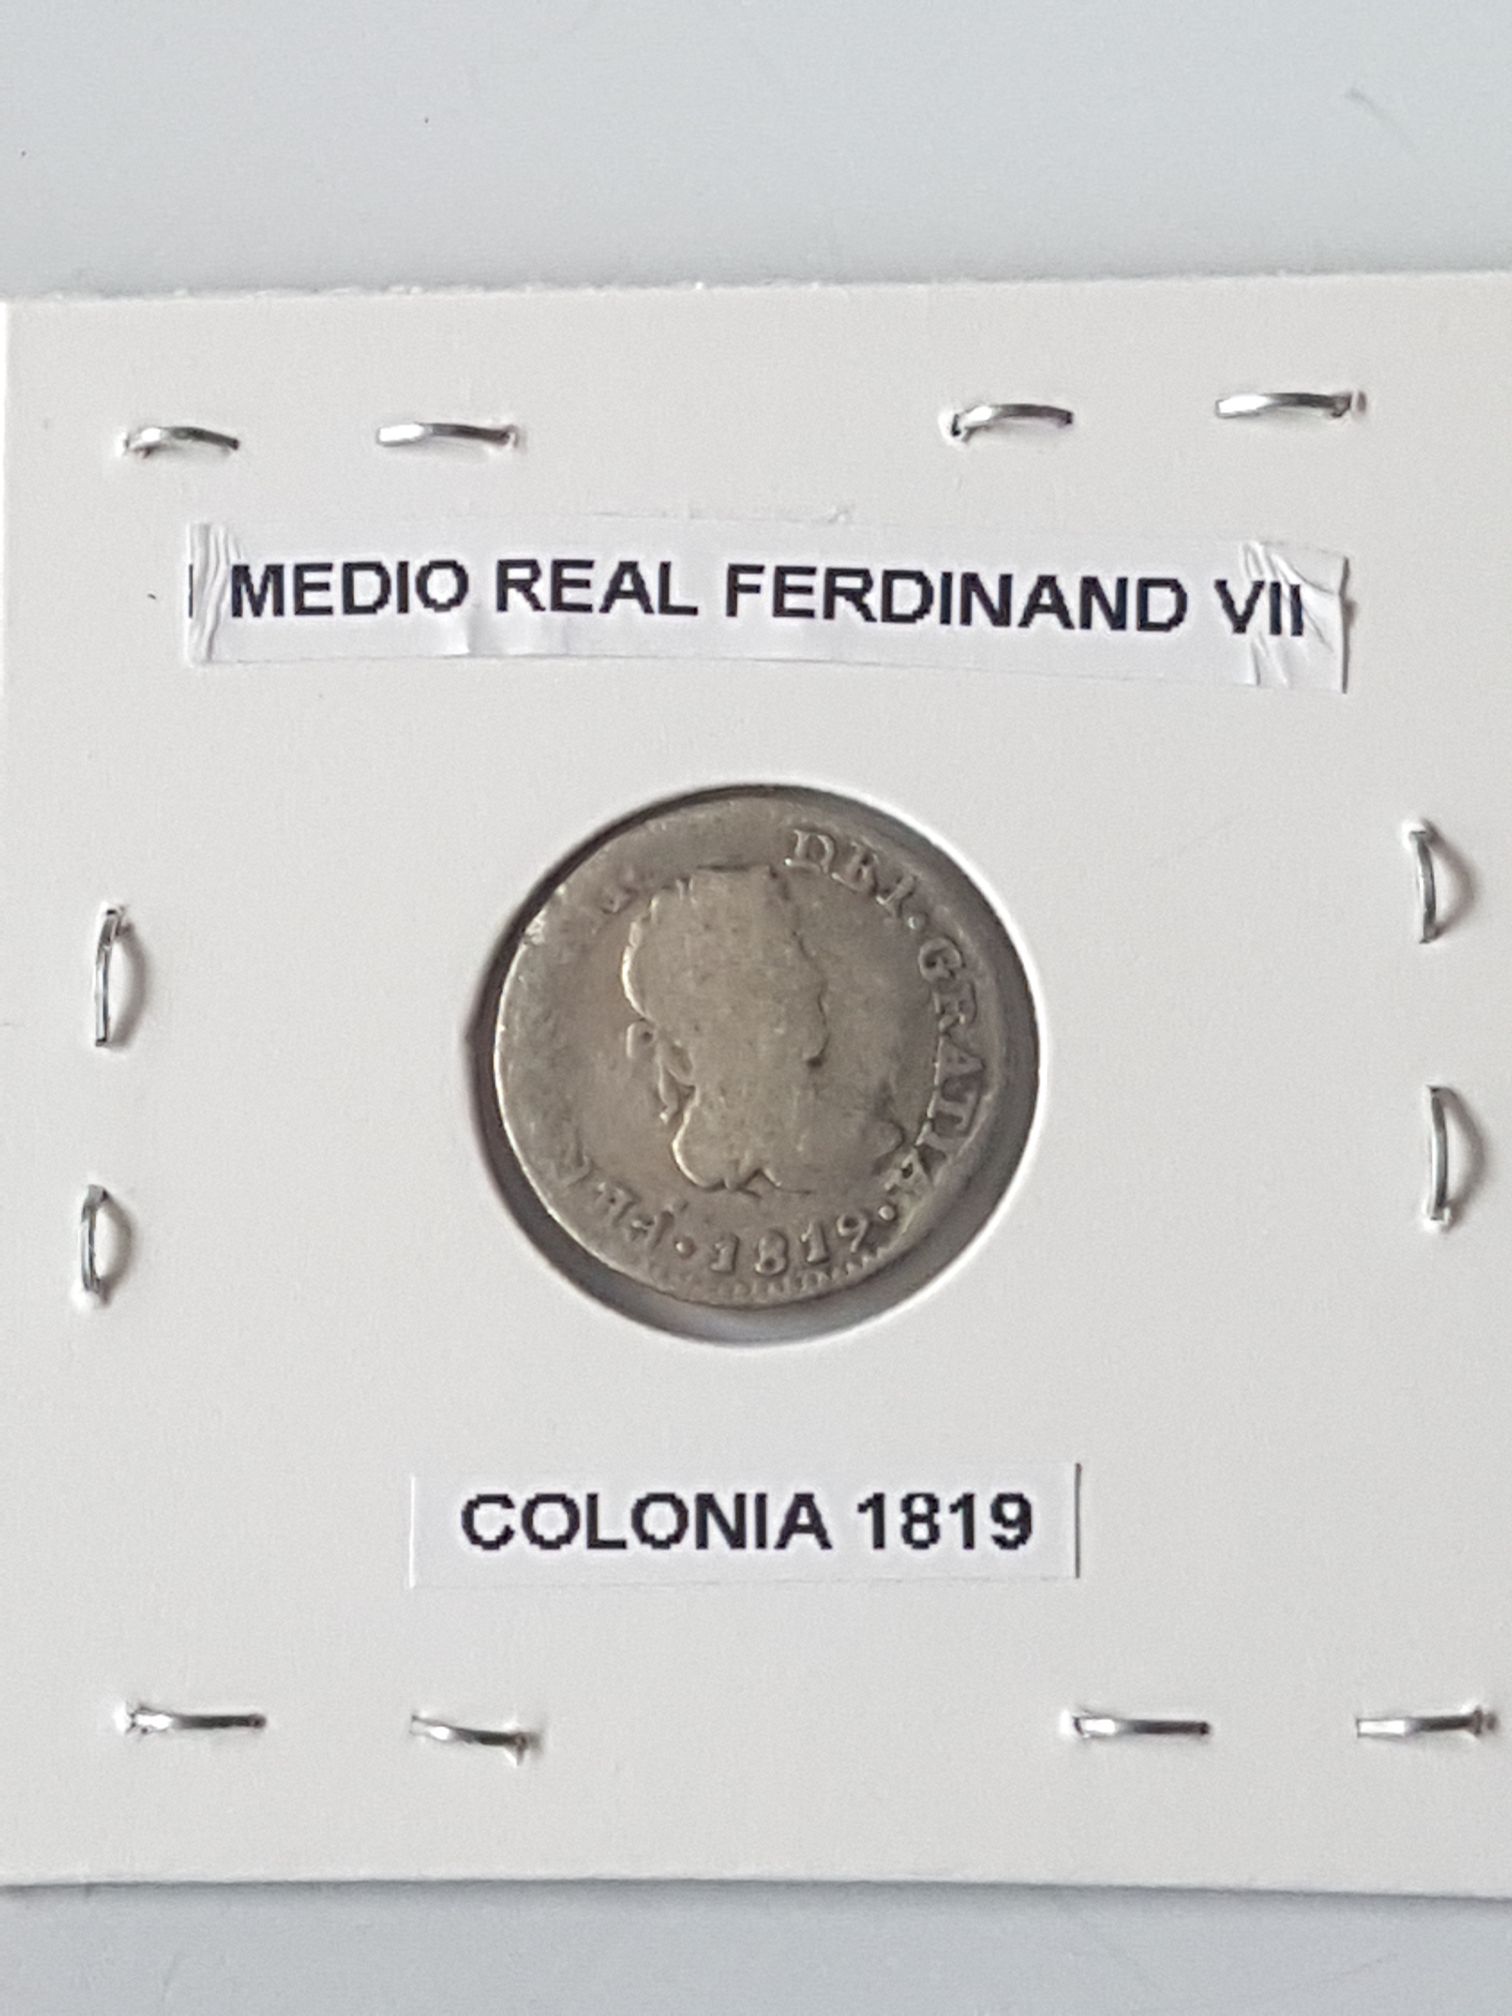 MEDIO REAL FERDINAND VII
DEI·GRATIA·1819·
COLONIA 1819